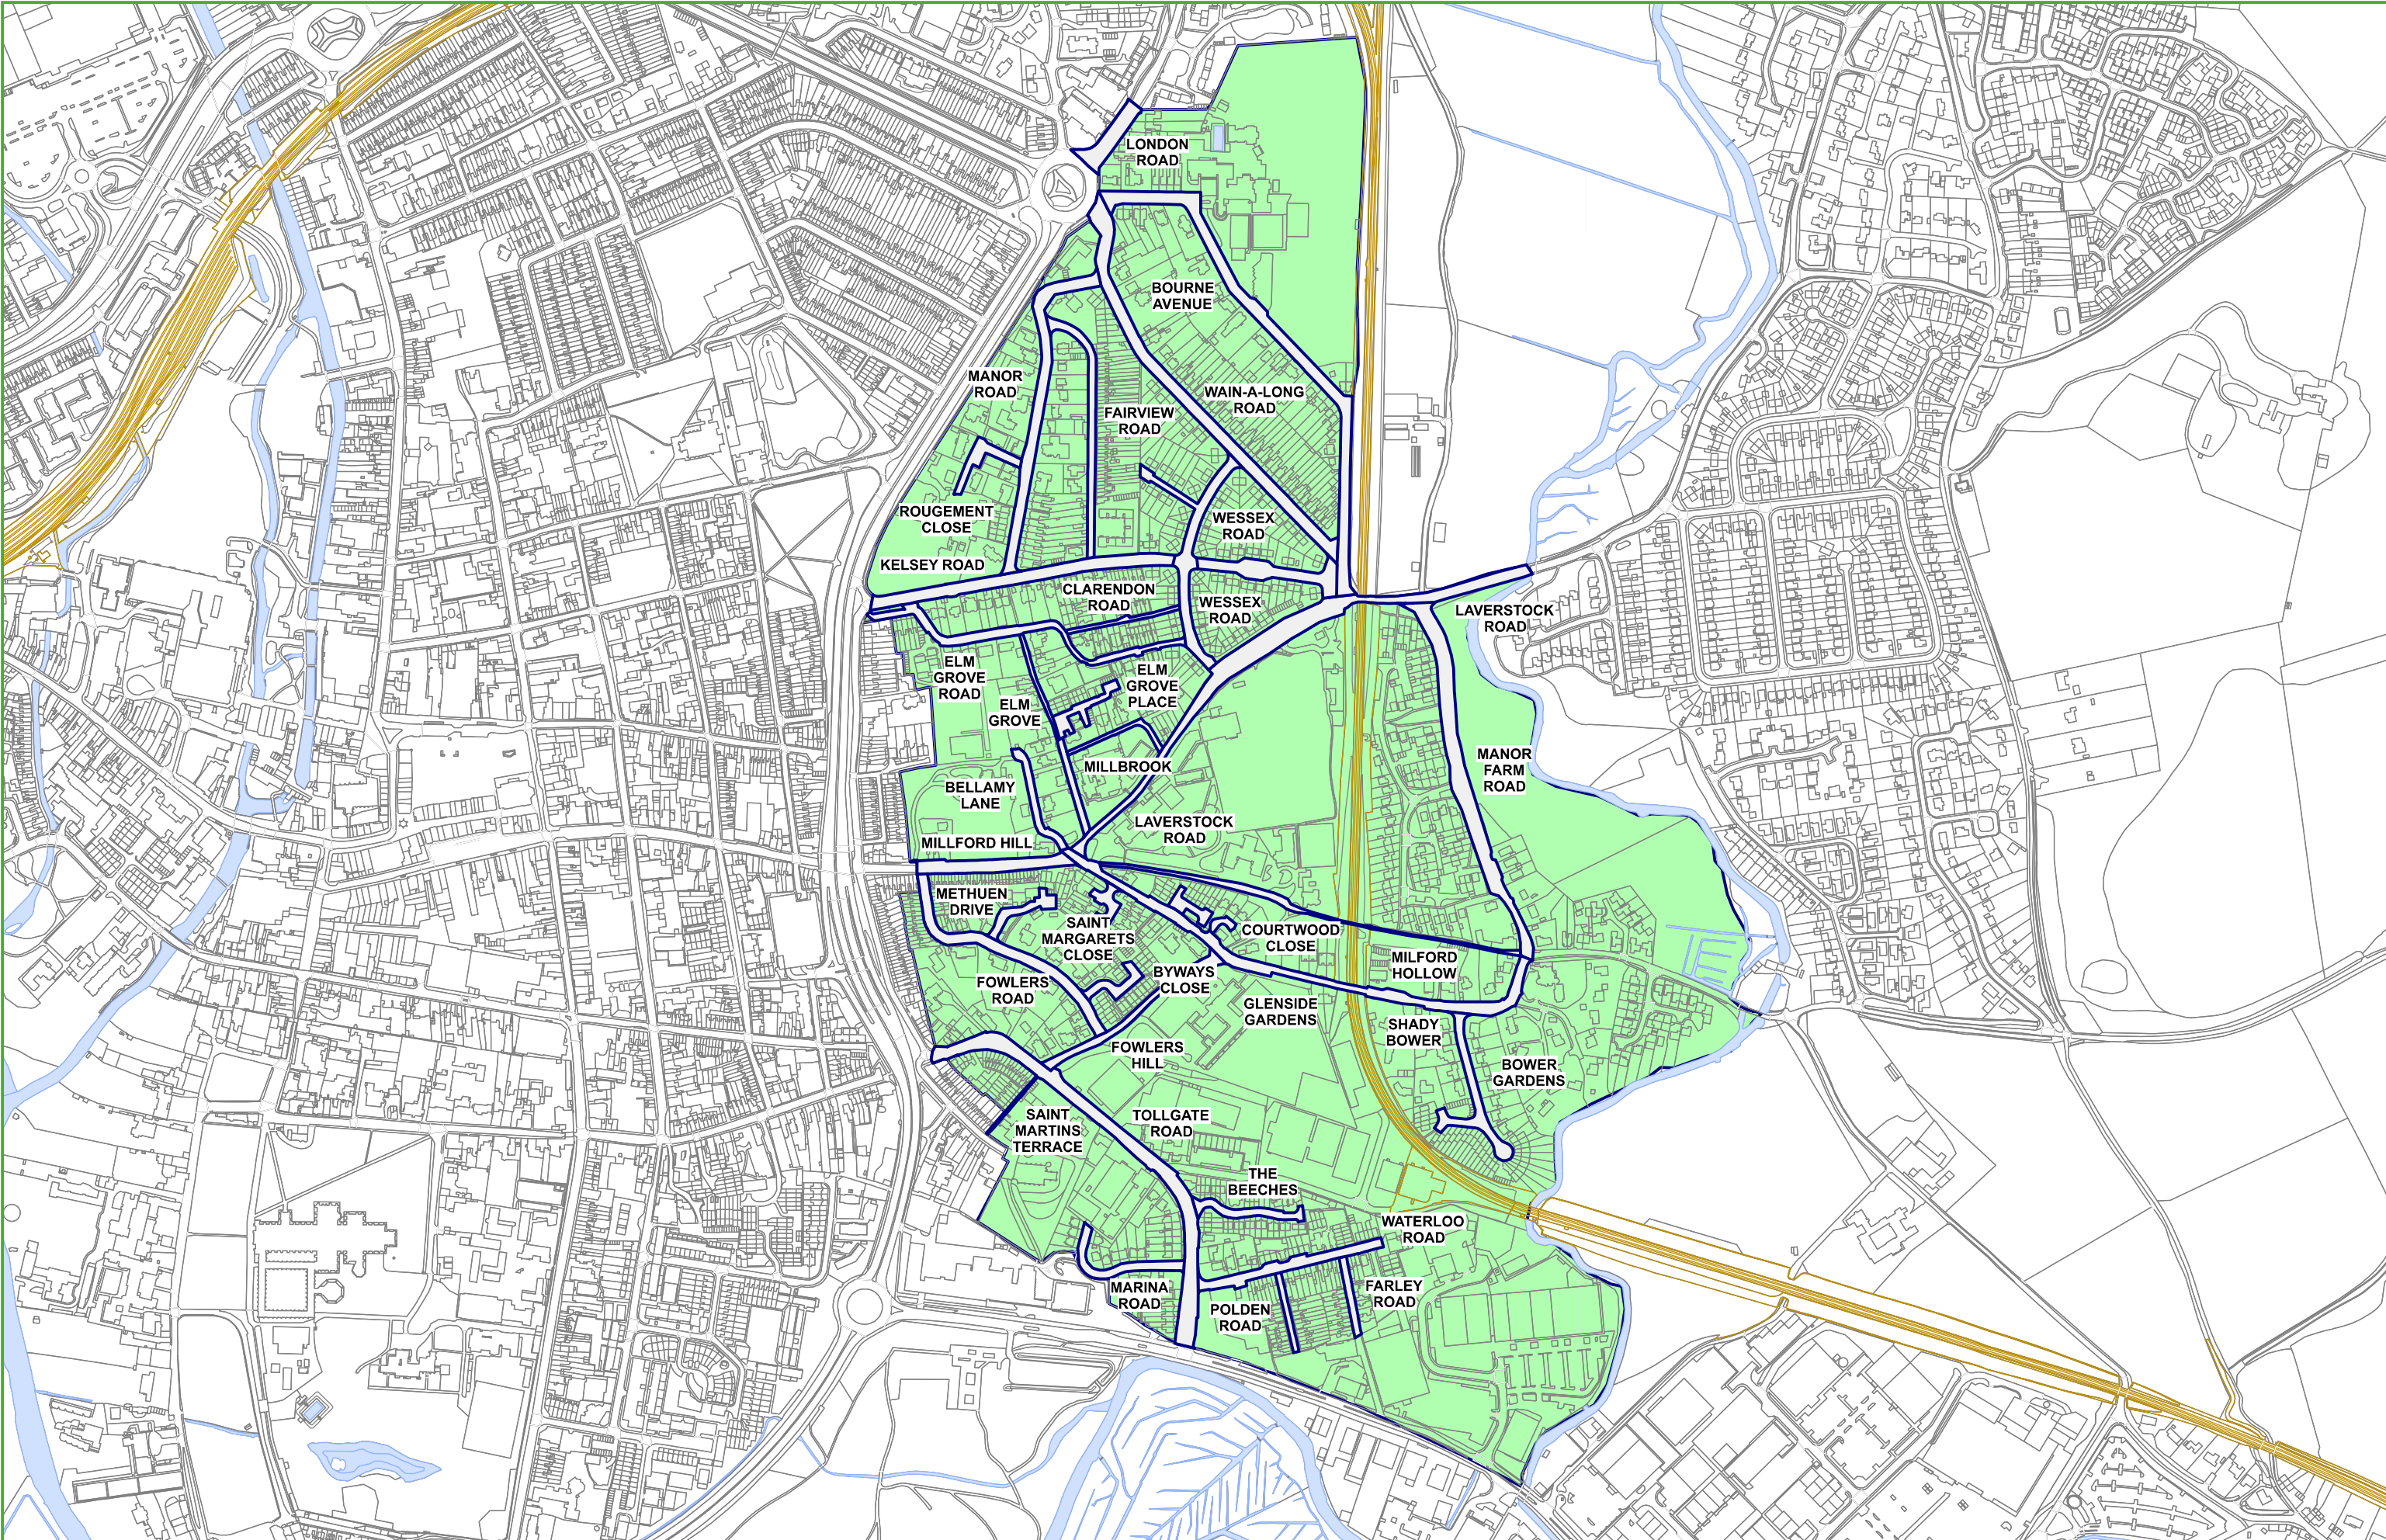 LONDON
ROAD
BOURNE
AVENUE
MANOR
ROAD
WAIN-A-LONG
ROAD
FAIRVIEW
ROAD
ROUGEMENT
CLOSE
WESSEX
ROAD
KELSEY ROAD
CLARENDON
ROAD
WESSEX
ROAD
LAVERSTOCK
ROAD
ELM
GROVE
ROAD
ELM
GROVE
PLACE
ELM
GROVE
MILLBROOK
MANOR
FARM
ROAD
BELLAMY
LANE
LAVERSTOCK
ROAD
MILLFORD HILL
METHUEN
DRIVE
SAINT
MARGARETS
CLOSE
COURTWOOD
CLOSE
MILFORD
HOLLOW
BYWAYS
CLOSE
FOWLERS
ROAD
GLENSIDE
GARDENS
SHADY
BOWER
FOWLERS
HILL
BOWER
GARDENS
SAINT
MARTINS
TERRACE
TOLLGATE
ROAD
THE
BEECHES
WATERLOO
ROAD
MARINA
ROAD
FARLEY
ROAD
POLDEN
ROAD